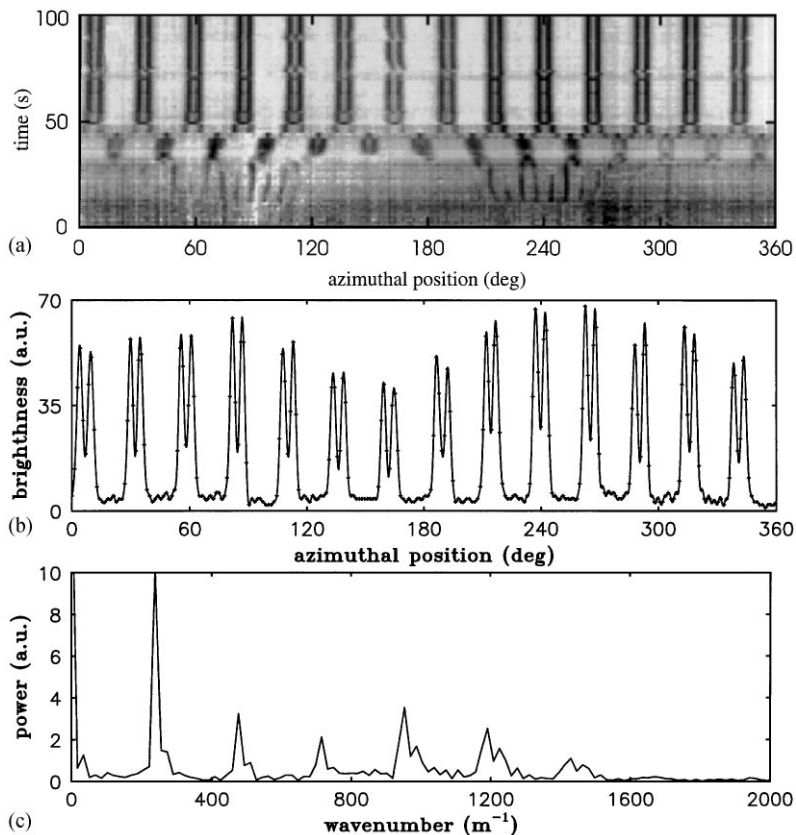 100
time (s)
50
0
0 60 120 180 240 300 360
(a)
azimuthal position (deg)
70
brighthness (a.u.)
35
0
0 60 120 180 240 300 360
(b)
azimuthal position (deg)
10
8
power (a.u.)
6
4
2
0
0 400 800 1200 1600 2000
(c)
wavenumber (m⁻¹)